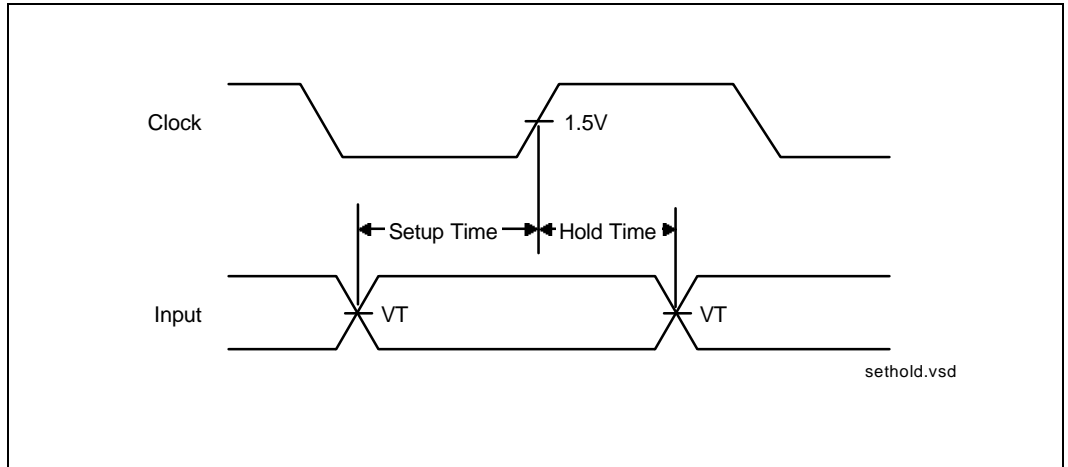 Clock
1.5V
Setup Time
Hold Time
Input
VT
VT
sethold.vsd